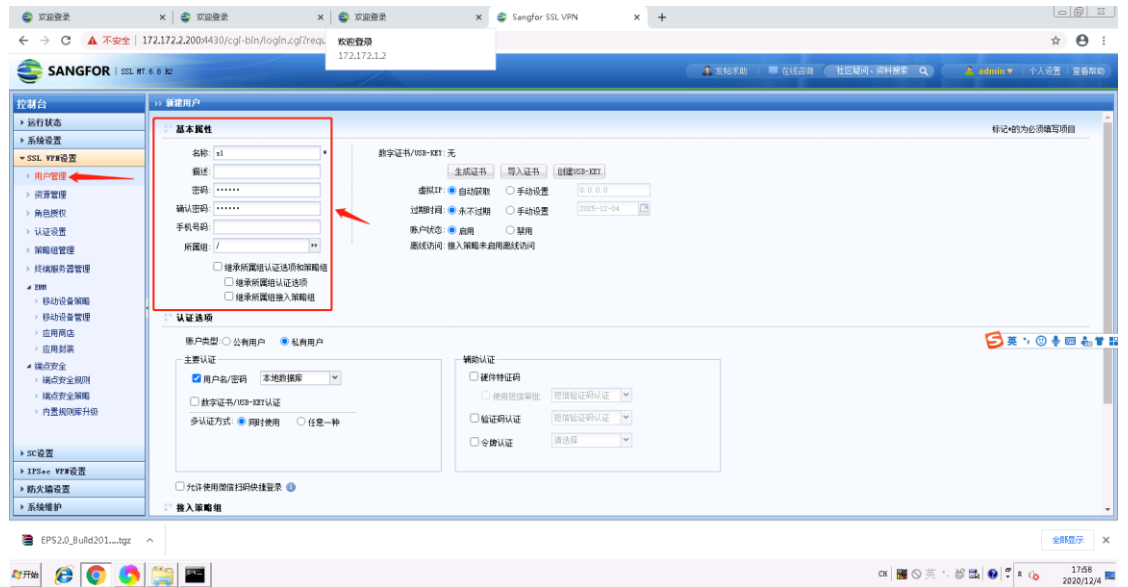 欢迎登录
欢迎登录
欢迎登录
Sangfor SSL VPN
不安全 | 172.172.2.200:4430/cgi-bin/login.cgi?requ
欢迎登录
172.172.1.2
SANGFOR | SSL M7.6.8 R2
发帖求助
在线咨询
社区疑问、资料搜索
admin
个人设置
查看帮助
控制台
>> 新建用户
运行状态
系统设置
SSL VPN设置
用户管理
资源管理
角色授权
认证设置
策略组管理
终端服务器管理
EMM
移动设备策略
移动设备管理
应用商店
应用封装
端点安全
端点安全规则
端点安全策略
内置规则库升级
SC设置
IPSec VPN设置
防火墙设置
系统维护
基本属性
标记*的为必须填写项目
名称: s1 *
描述:
密码: ••••••
确认密码: ••••••
手机号码:
所属组: /
继承所属组认证选项和策略组
继承所属组认证选项
继承所属组接入策略组
数字证书/USB-KEY: 无
生成证书 导入证书 创建USB-KEY
虚拟IP: 自动获取 手动设置 0.0.0.0
过期时间: 永不过期 手动设置 2025-12-04
账户状态: 启用 禁用
离线访问: 接入策略未启用离线访问
认证选项
账户类型: 公有用户 私有用户
主要认证
用户名/密码 本地数据库
数字证书/USB-KEY认证
多认证方式: 同时使用 任意一种
辅助认证
硬件特征码
使用短信审批 短信验证码认证
验证码认证 短信验证码认证
令牌认证 请选择
允许使用微信扫码快捷登录
接入策略组
英
EPS2.0_Build201....tgz
全部显示
开始
CH
英
17:58
2020/12/4